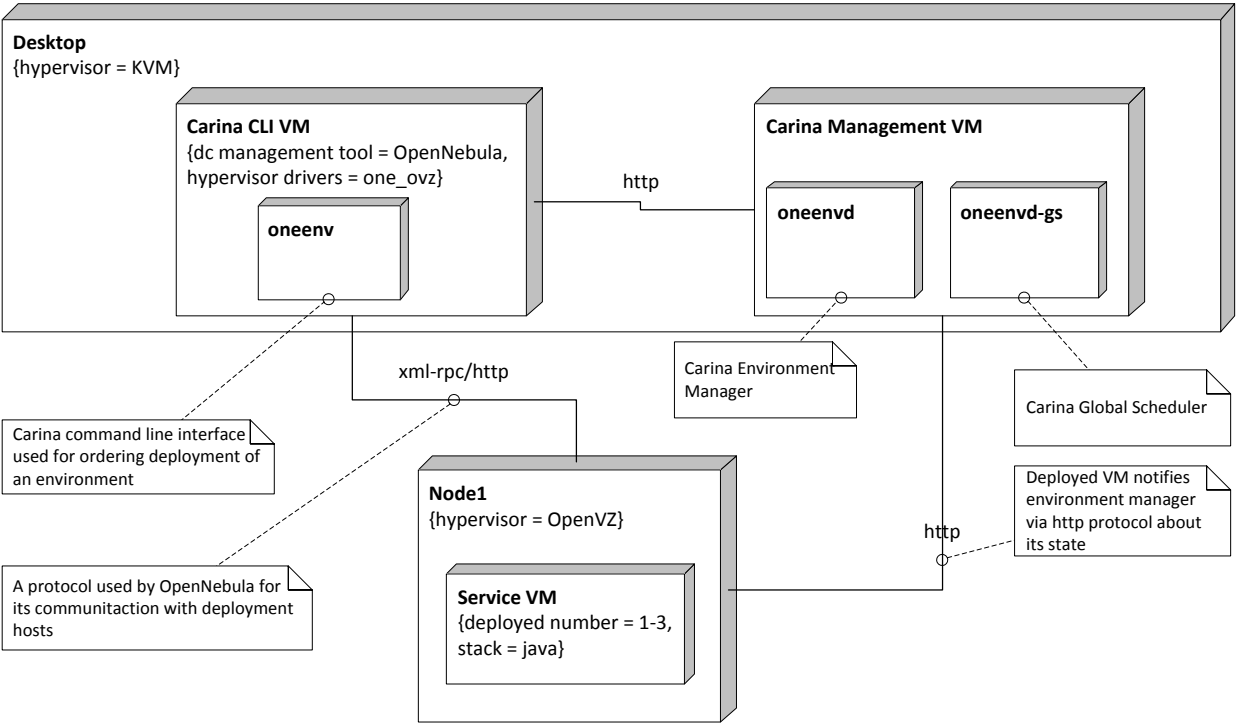 Desktop
{hypervisor = KVM}
Carina CLI VM
{dc management tool = OpenNebula,
hypervisor drivers = one_ovz}
oneenv
http
Carina Management VM
oneenvd
oneenvd-gs
xml-rpc/http
Carina Environment
Manager
Carina Global Scheduler
Carina command line interface
used for ordering deployment of
an environment
Node1
{hypervisor = OpenVZ}
Deployed VM notifies
environment manager
via http protocol about
its state
http
A protocol used by OpenNebula for
its communitaction with deployment
hosts
Service VM
{deployed number = 1-3,
stack = java}